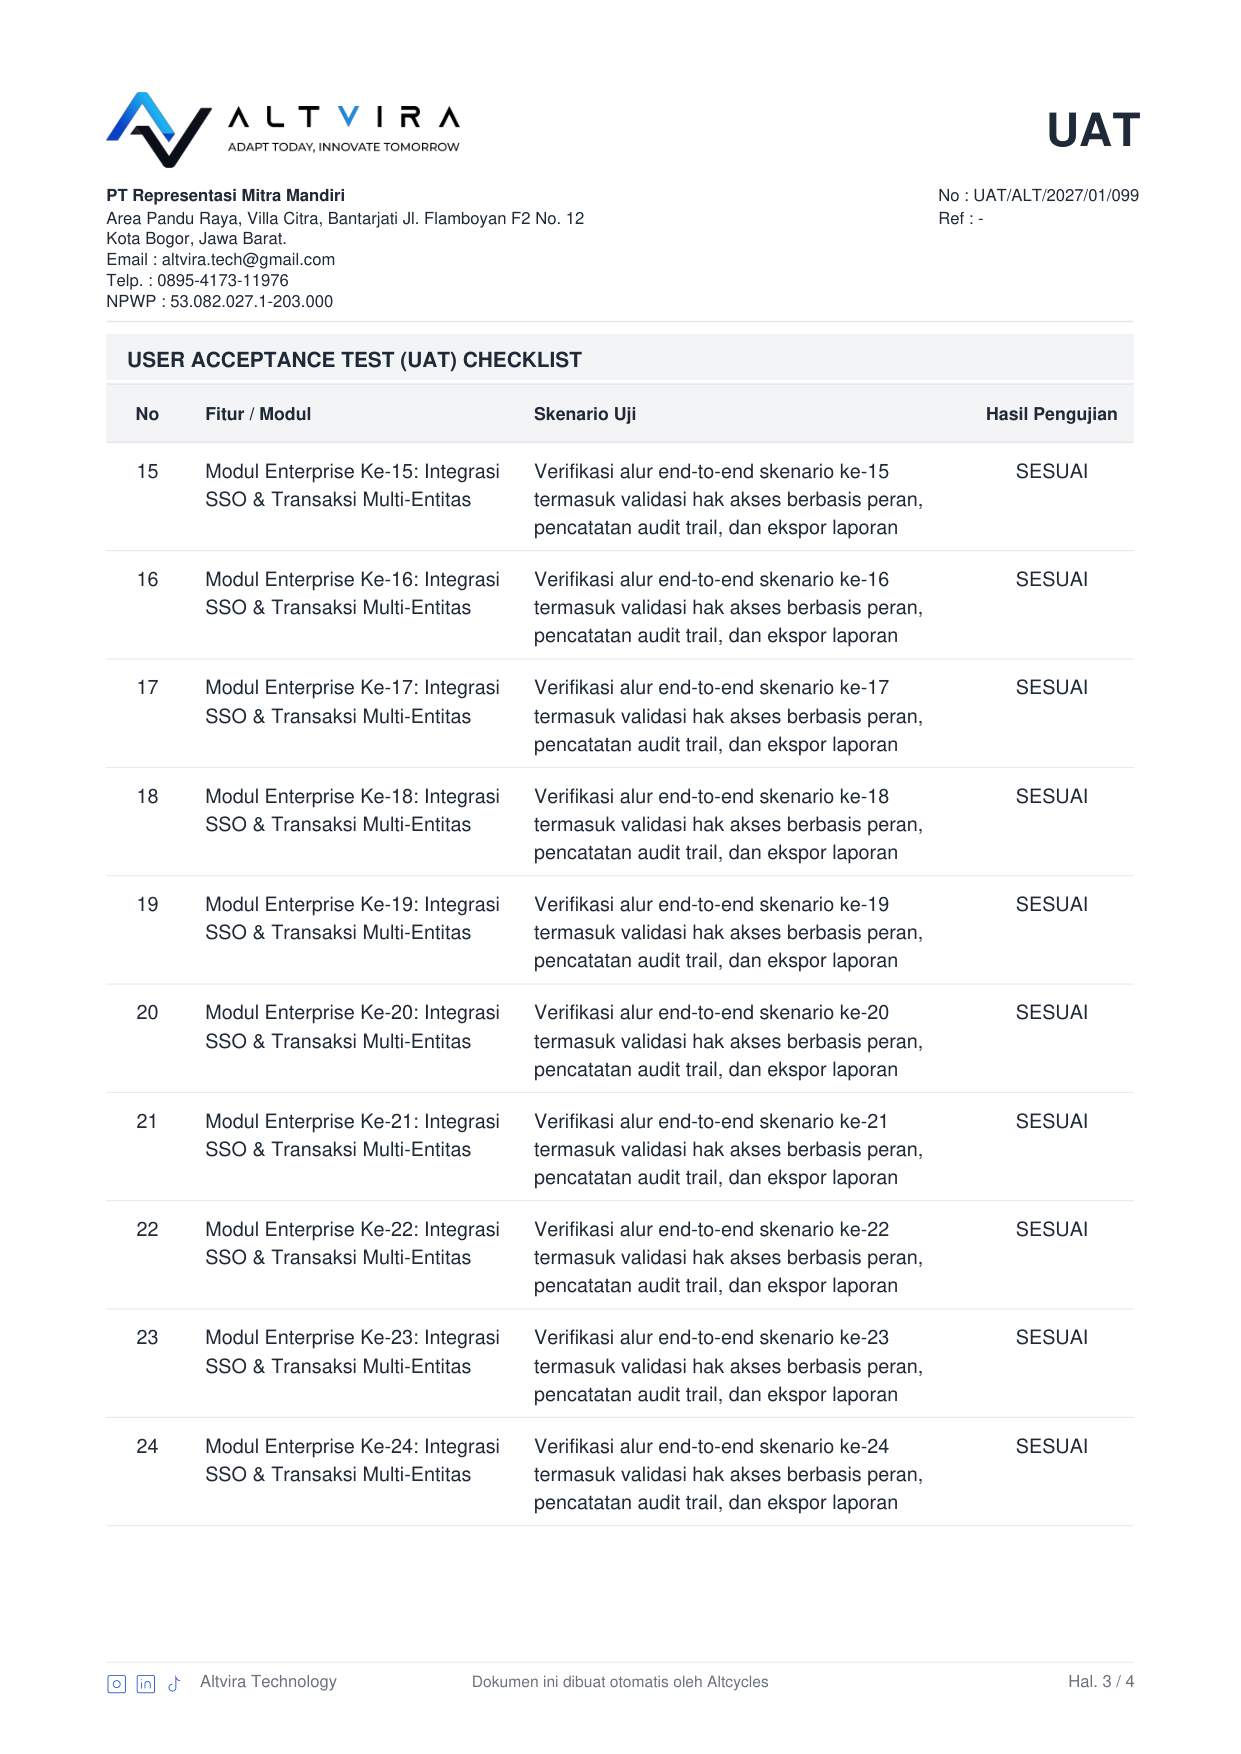 ALTVIRA
ADAPT TODAY, INNOVATE TOMORROW
UAT
PT Representasi Mitra Mandiri
Area Pandu Raya, Villa Citra, Bantarjati Jl. Flamboyan F2 No. 12
Kota Bogor, Jawa Barat.
Email : altvira.tech@gmail.com
Telp. : 0895-4173-11976
NPWP : 53.082.027.1-203.000
No : UAT/ALT/2027/01/099
Ref : -
USER ACCEPTANCE TEST (UAT) CHECKLIST
No Fitur / Modul Skenario Uji Hasil Pengujian
15 Modul Enterprise Ke-15: Integrasi Verifikasi alur end-to-end skenario ke-15 SESUAI
SSO & Transaksi Multi-Entitas termasuk validasi hak akses berbasis peran,
pencatatan audit trail, dan ekspor laporan
16 Modul Enterprise Ke-16: Integrasi Verifikasi alur end-to-end skenario ke-16 SESUAI
SSO & Transaksi Multi-Entitas termasuk validasi hak akses berbasis peran,
pencatatan audit trail, dan ekspor laporan
17 Modul Enterprise Ke-17: Integrasi Verifikasi alur end-to-end skenario ke-17 SESUAI
SSO & Transaksi Multi-Entitas termasuk validasi hak akses berbasis peran,
pencatatan audit trail, dan ekspor laporan
18 Modul Enterprise Ke-18: Integrasi Verifikasi alur end-to-end skenario ke-18 SESUAI
SSO & Transaksi Multi-Entitas termasuk validasi hak akses berbasis peran,
pencatatan audit trail, dan ekspor laporan
19 Modul Enterprise Ke-19: Integrasi Verifikasi alur end-to-end skenario ke-19 SESUAI
SSO & Transaksi Multi-Entitas termasuk validasi hak akses berbasis peran,
pencatatan audit trail, dan ekspor laporan
20 Modul Enterprise Ke-20: Integrasi Verifikasi alur end-to-end skenario ke-20 SESUAI
SSO & Transaksi Multi-Entitas termasuk validasi hak akses berbasis peran,
pencatatan audit trail, dan ekspor laporan
21 Modul Enterprise Ke-21: Integrasi Verifikasi alur end-to-end skenario ke-21 SESUAI
SSO & Transaksi Multi-Entitas termasuk validasi hak akses berbasis peran,
pencatatan audit trail, dan ekspor laporan
22 Modul Enterprise Ke-22: Integrasi Verifikasi alur end-to-end skenario ke-22 SESUAI
SSO & Transaksi Multi-Entitas termasuk validasi hak akses berbasis peran,
pencatatan audit trail, dan ekspor laporan
23 Modul Enterprise Ke-23: Integrasi Verifikasi alur end-to-end skenario ke-23 SESUAI
SSO & Transaksi Multi-Entitas termasuk validasi hak akses berbasis peran,
pencatatan audit trail, dan ekspor laporan
24 Modul Enterprise Ke-24: Integrasi Verifikasi alur end-to-end skenario ke-24 SESUAI
SSO & Transaksi Multi-Entitas termasuk validasi hak akses berbasis peran,
pencatatan audit trail, dan ekspor laporan
Altvira Technology Dokumen ini dibuat otomatis oleh Altcycles Hal. 3 / 4